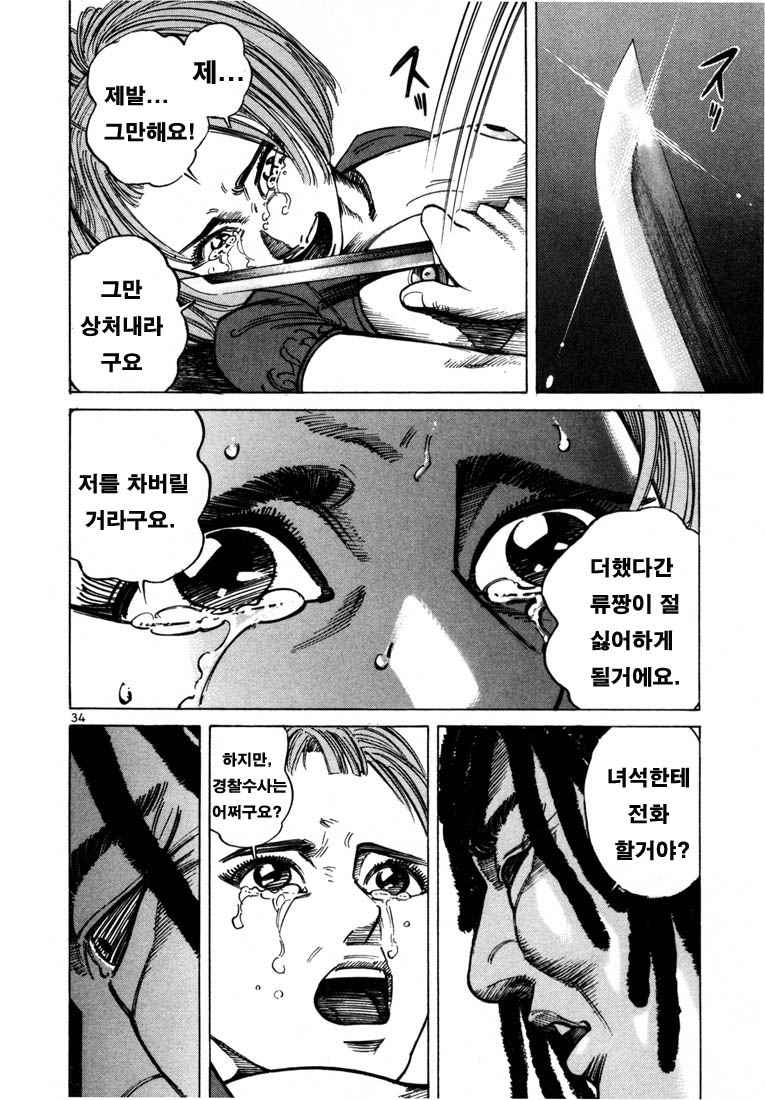 スッ
スッ
제...
제발...
그만해요!
그만
상처내라
구요
더했다간
류짱이 절
싫어하게
될거에요.
저를 차버릴
거라구요.
34
녀석한테
전화
할거야?
하지만,
경찰수사는
어쩌구요?